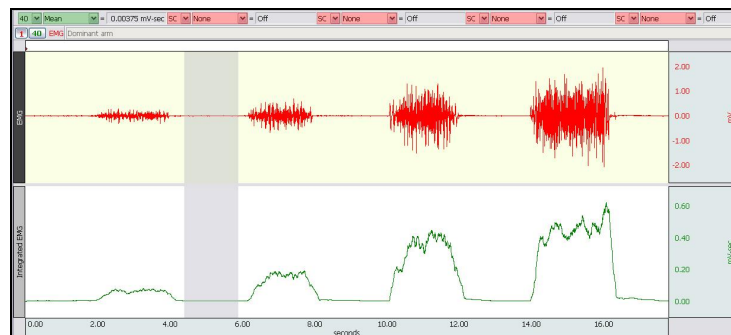 40 Mean = 0.00375 mV-sec SC None = Off SC None = Off SC None = Off
1 40 EMG Dominant arm
EMG
2.00
1.00
0.00
-1.00
-2.00
mV
Integrated EMG
0.60
0.40
0.20
0.00
mV-sec
0.00 2.00 4.00 6.00 8.00 10.00 12.00 14.00 16.00
seconds